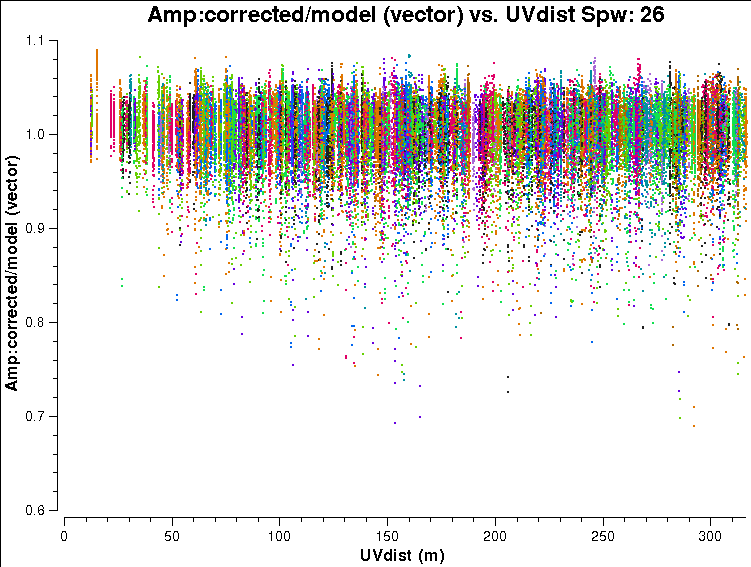 Amp:corrected/model (vector) vs. UVdist Spw: 26
Amp:corrected/model (vector)
1.1
1.0
0.9
0.8
0.7
0.6
0 50 100 150 200 250 300
UVdist (m)